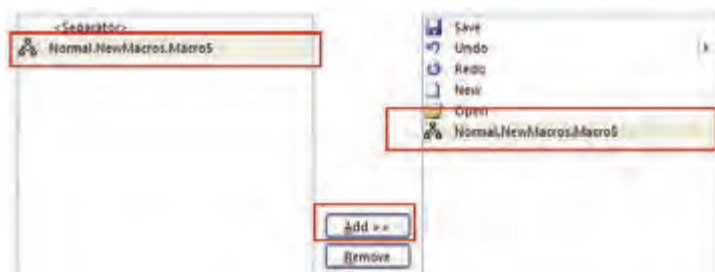 <Separator>
Normal.NewMacros.Macro5
Save
Undo
Redo
New
Open
Normal.NewMacros.Macro5
Add >>
Remove